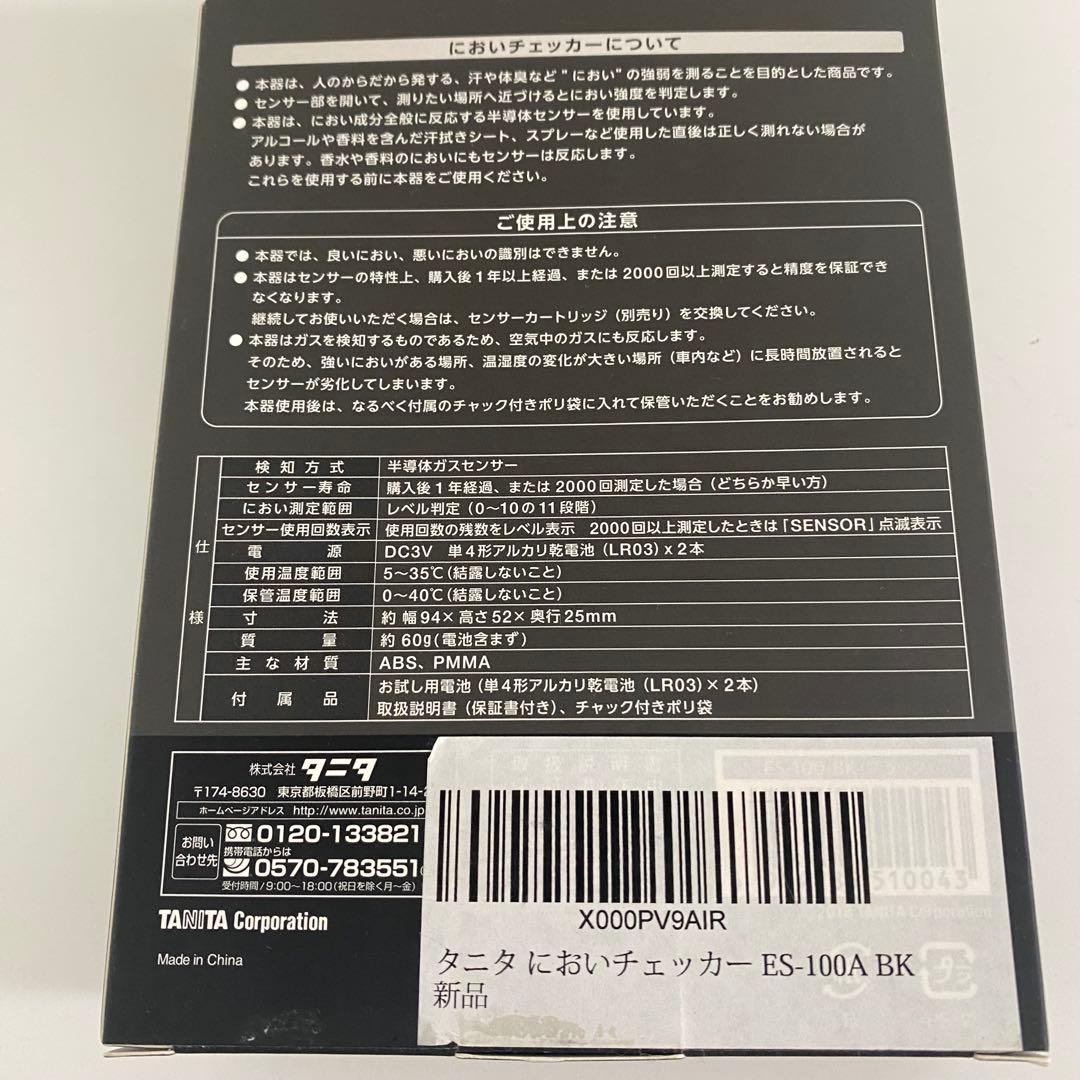 においチェッカーについて
● 本器は、人のからだから発する、汗や体臭など"におい"の強弱を測ることを目的とした商品です。
● センサー部を開いて、測りたい場所へ近づけるとにおい強度を判定します。
● 本器は、におい成分全般に反応する半導体センサーを使用しています。
アルコールや香料を含んだ汗拭きシート、スプレーなど使用した直後は正しく測れない場合が
あります。香水や香料のにおいにもセンサーは反応します。
これらを使用する前に本器をご使用ください。
ご使用上の注意
● 本器では、良いにおい、悪いにおいの識別はできません。
● 本器はセンサーの特性上、購入後1年以上経過、または2000回以上測定すると精度を保証でき
なくなります。
継続してお使いいただく場合は、センサーカートリッジ（別売り）を交換してください。
● 本器はガスを検知するものであるため、空気中のガスにも反応します。
そのため、強いにおいがある場所、温湿度の変化が大きい場所（車内など）に長時間放置されると
センサーが劣化してしまいます。
本器使用後は、なるべく付属のチャック付きポリ袋に入れて保管いただくことをお勧めします。
仕様
検知方式 半導体ガスセンサー
センサー寿命 購入後1年経過、または2000回測定した場合（どちらか早い方）
におい測定範囲 レベル判定（0〜10の11段階）
センサー使用回数表示 使用回数の残数をレベル表示 2000回以上測定したときは「SENSOR」点滅表示
電源 DC3V 単4形アルカリ乾電池（LR03）x2本
使用温度範囲 5〜35℃（結露しないこと）
保管温度範囲 0〜40℃（結露しないこと）
寸法 約 幅94×高さ52×奥行25mm
質量 約60g（電池含まず）
主な材質 ABS、PMMA
付属品 お試し用電池（単4形アルカリ乾電池（LR03）×2本）
取扱説明書（保証書付き）、チャック付きポリ袋
株式会社 タニタ
〒174-8630 東京都板橋区前野町1-14-2
ホームページアドレス http://www.tanita.co.jp
お問い合わせ先
0120-133821
携帯電話からは
0570-783551
受付時間/9:00〜18:00（祝日を除く月〜金）
TANITA Corporation
Made in China
ES-100-BK
510043
TANITA Corporation
プラ
X000PV9AIR
タニタ においチェッカー ES-100A BK
新品